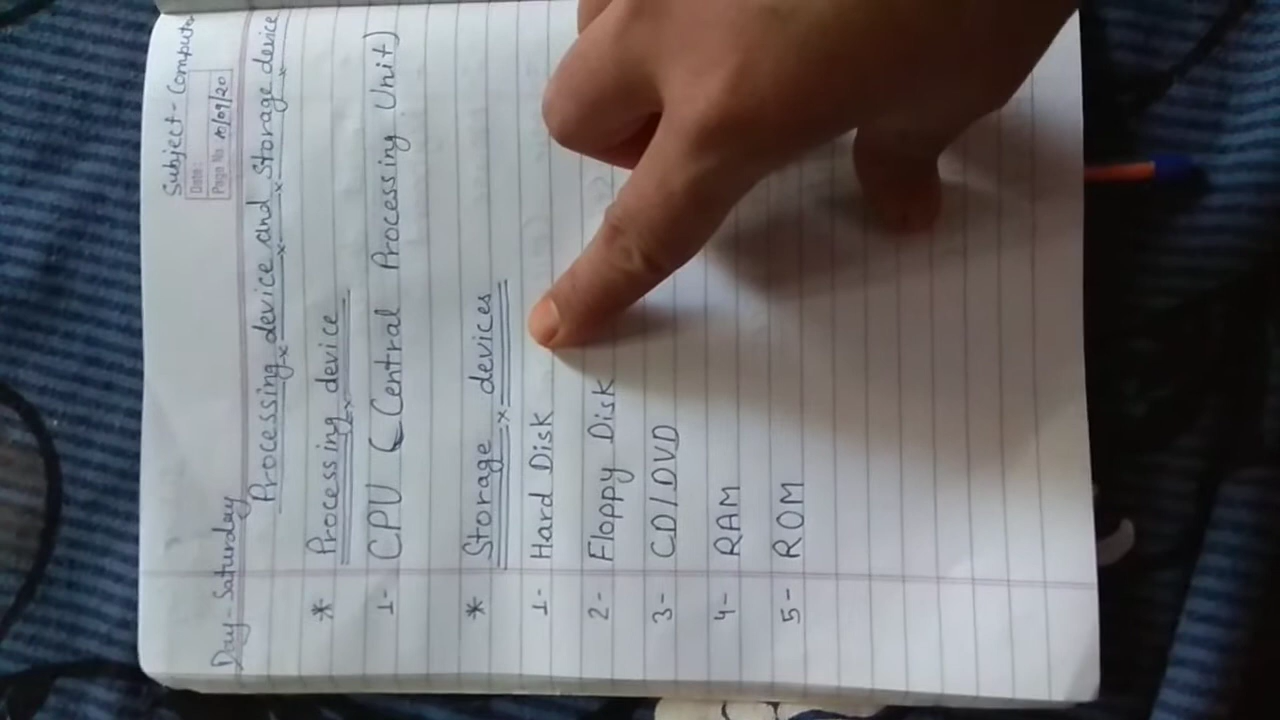 Subject - Computer
Date:
Page No. 10/09/20
Day - Saturday
Processing device and Storage device
* Processing device
1- CPU (Central Processing Unit)
* Storage devices
1- Hard Disk
2- Floppy Disk
3- CD/DVD
4- RAM
5- ROM